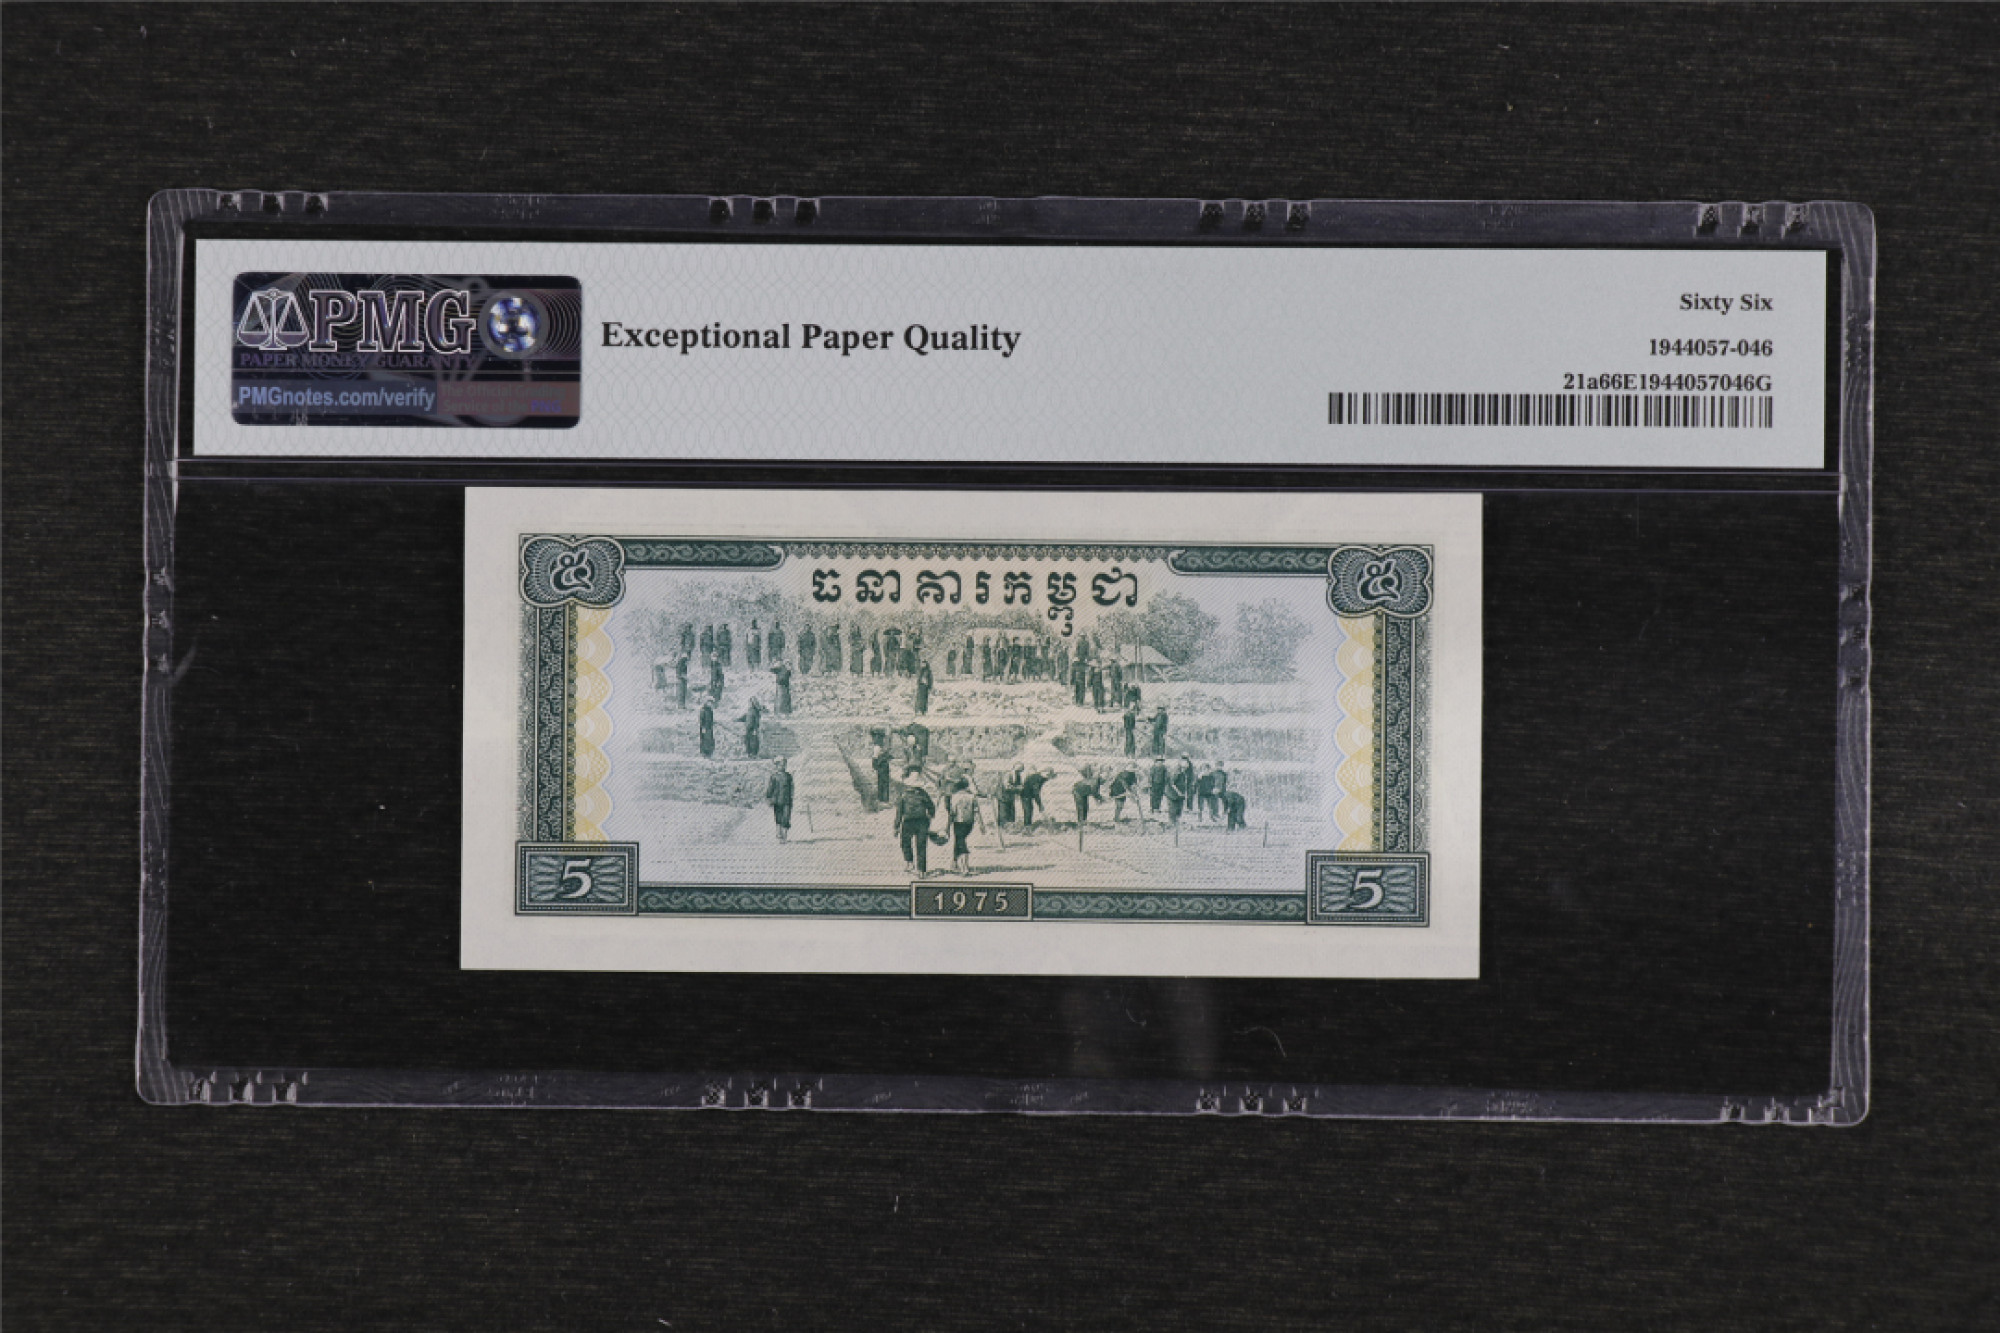 PMG
PAPER MONEY GUARANTY
PMGnotes.com/verify
Exceptional Paper Quality
Sixty Six
1944057-046
21a66E1944057046G
៥ ៥
ធនាគារកម្ពុជា
5 5
1975